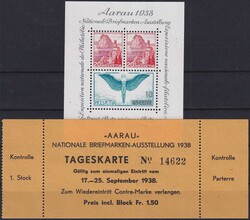 Aarau 1938
Nationale Briefmarken-Ausstellung
HELVETIA
10
«AARAU»
NATIONALE BRIEFMARKEN-AUSSTELLUNG 1938
Kontrolle
TAGESKARTE No 14622
Kontrolle
Gültig zum einmaligen Eintritt vom
1. Stock
17.-25. September 1938.
Parterre
Zum Wiedereintritt Contre-Marke verlangen.
Preis incl. Block Fr. 1.50